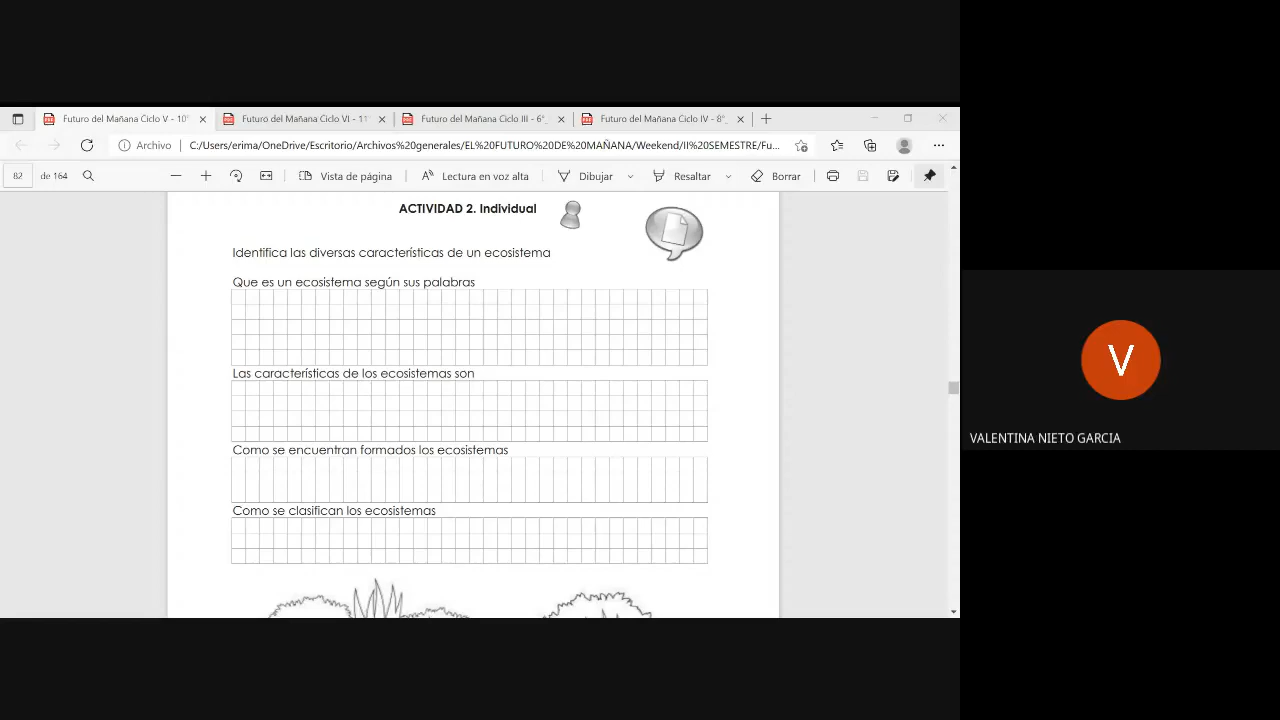 Futuro del Mañana Ciclo V - 10°
Futuro del Mañana Ciclo VI - 11°
Futuro del Mañana Ciclo III - 6°_
Futuro del Mañana Ciclo IV - 8°_
Archivo
C:/Users/erima/OneDrive/Escritorio/Archivos%20generales/EL%20FUTURO%20DE%20MAÑANA/Weekend/II%20SEMESTRE/Fu...
82 de 164
Vista de página
Lectura en voz alta
Dibujar
Resaltar
Borrar
ACTIVIDAD 2. Individual
Identifica las diversas características de un ecosistema
Que es un ecosistema según sus palabras
Las características de los ecosistemas son
Como se encuentran formados los ecosistemas
Como se clasifican los ecosistemas
V
VALENTINA NIETO GARCIA